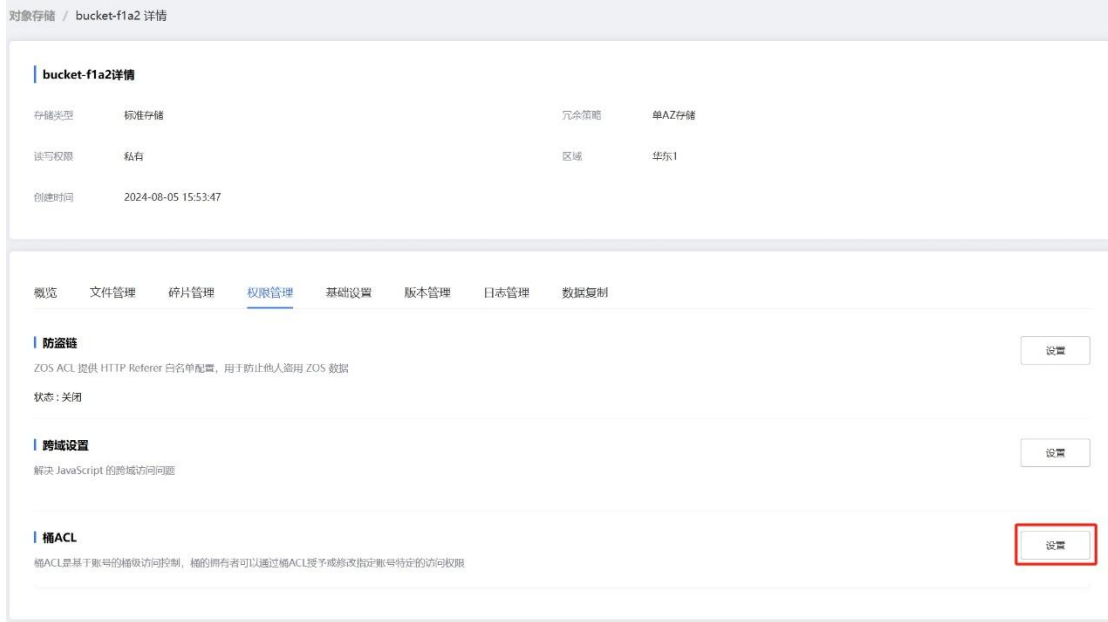 对象存储 / bucket-f1a2 详情
bucket-f1a2详情
存储类型 标准存储 冗余策略 单AZ存储
读写权限 私有 区域 华东1
创建时间 2024-08-05 15:53:47
概览 文件管理 碎片管理 权限管理 基础设置 版本管理 日志管理 数据复制
防盗链 设置
ZOS ACL 提供 HTTP Referer 白名单配置，用于防止他人盗用 ZOS 数据
状态 : 关闭
跨域设置 设置
解决 JavaScript 的跨域访问问题
桶ACL 设置
桶ACL是基于账号的桶级访问控制，桶的拥有者可以通过桶ACL授予或修改指定账号特定的访问权限